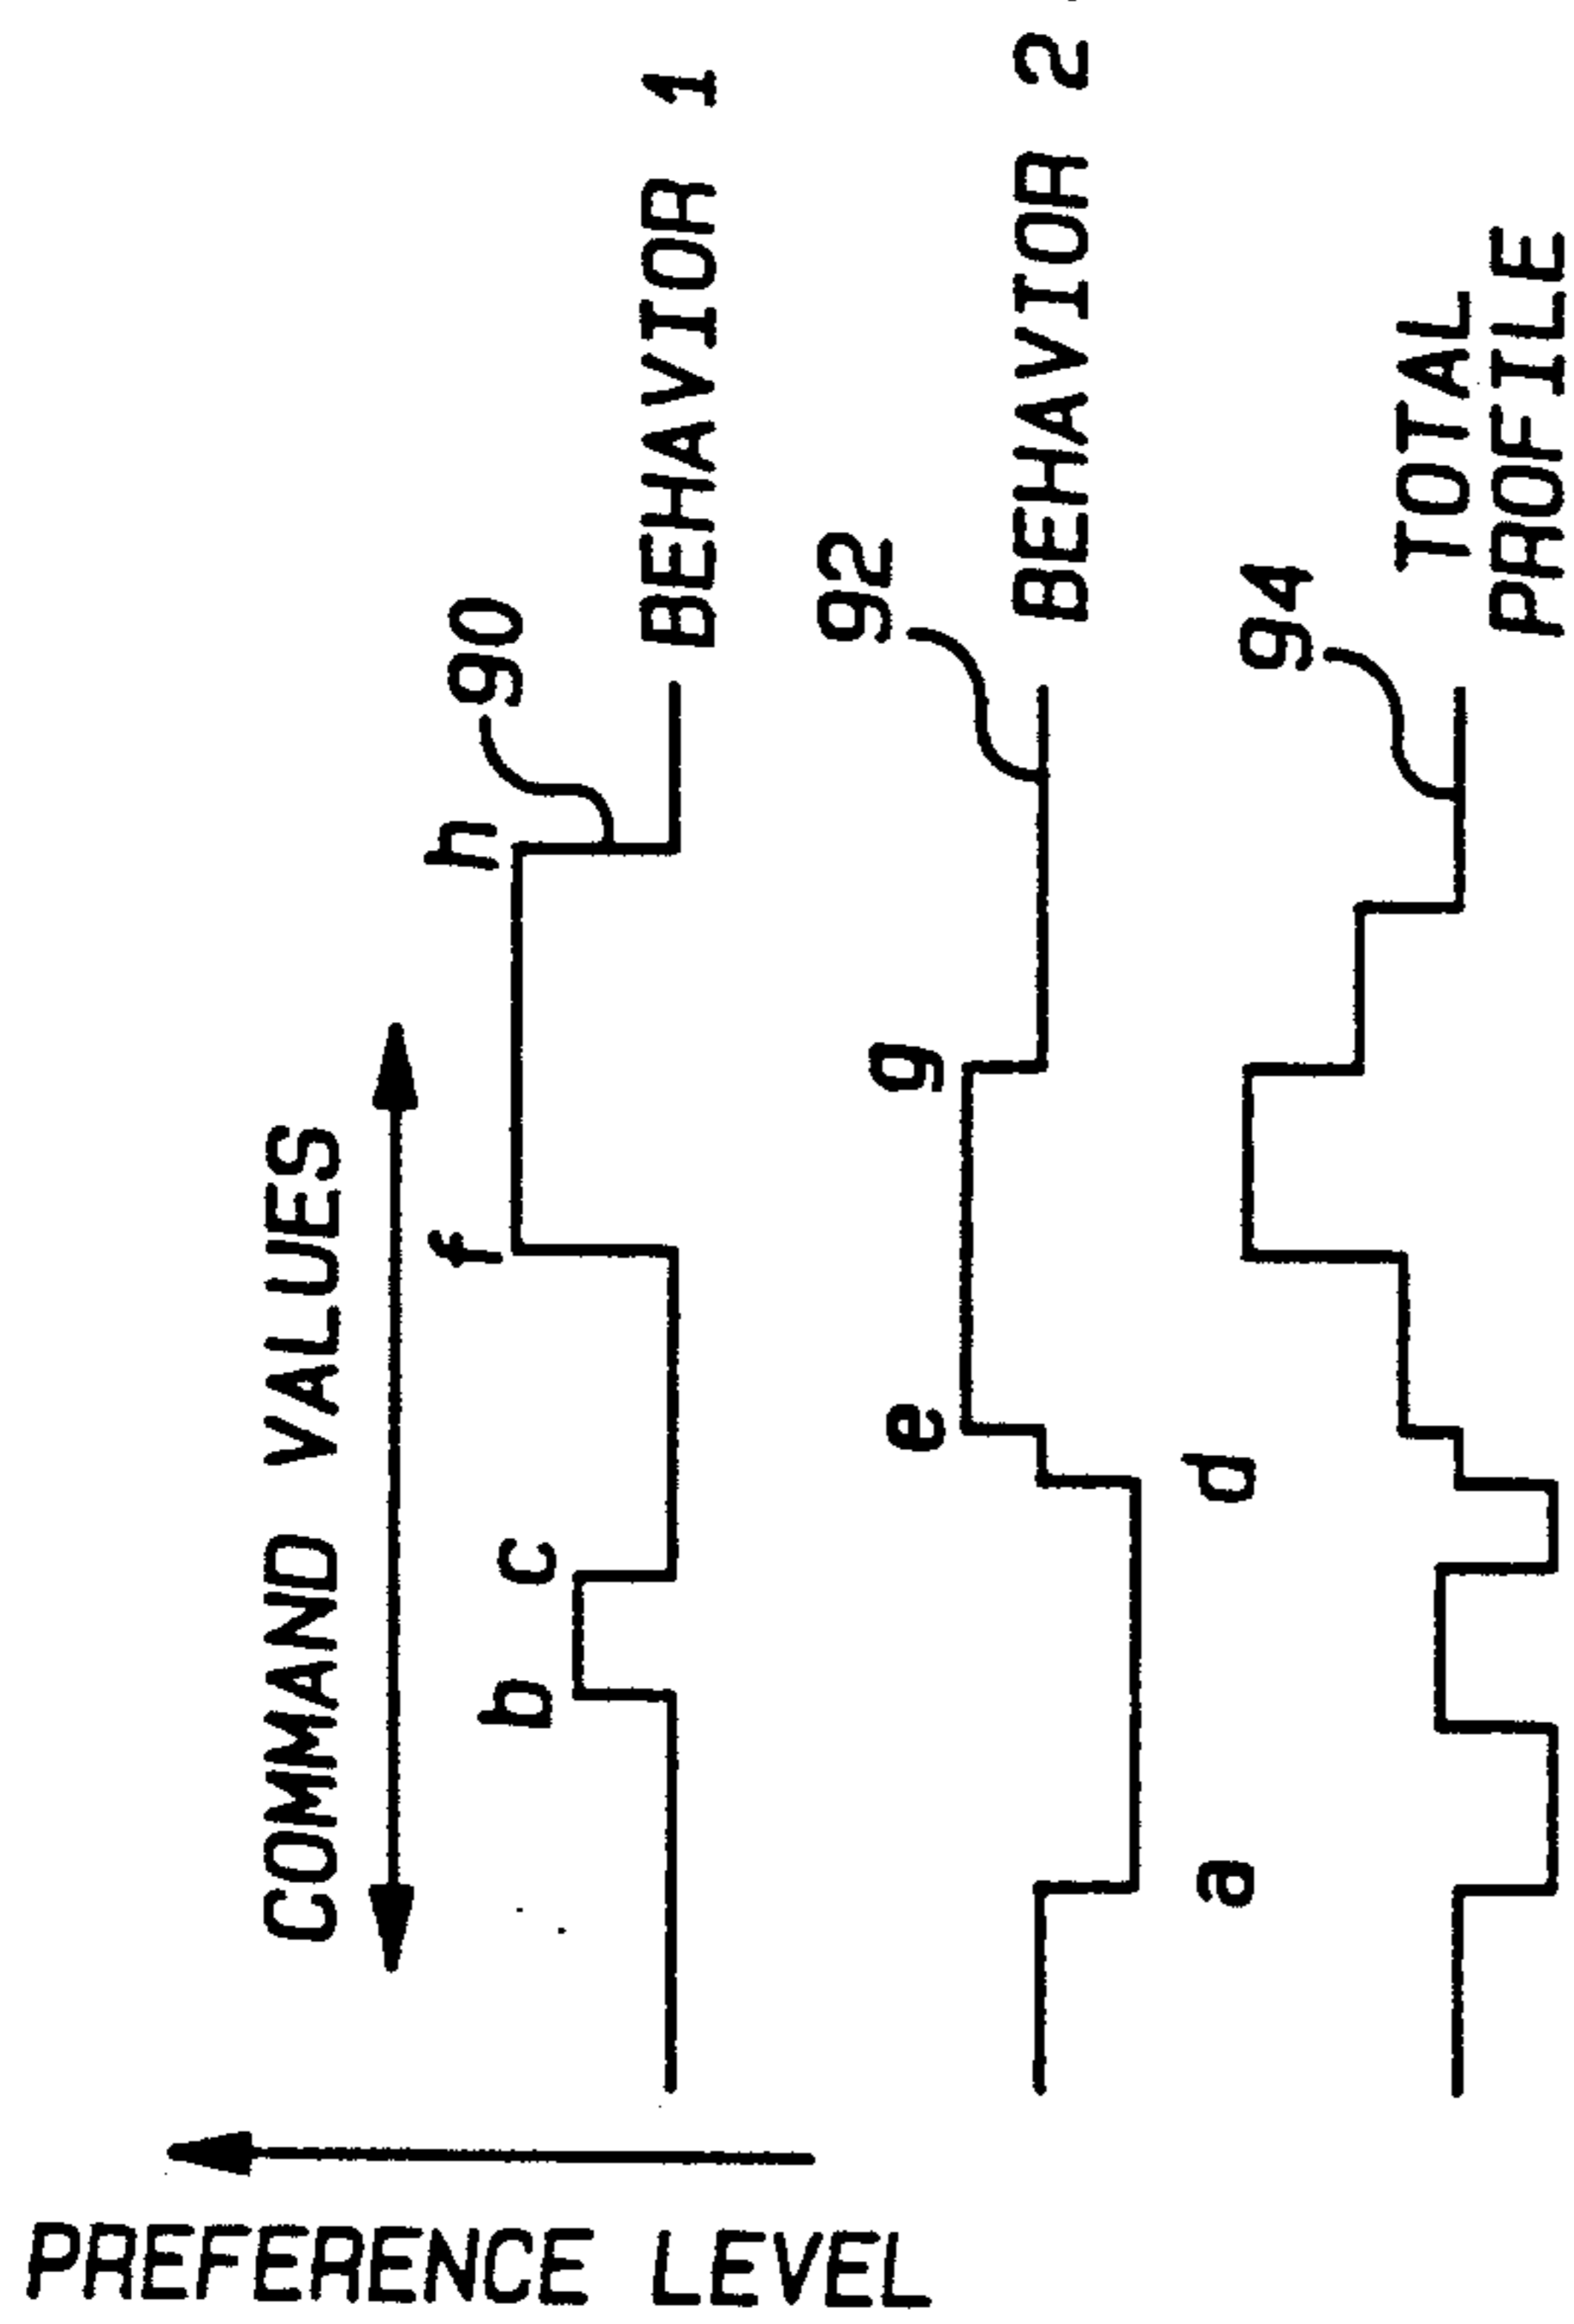 PREFERENCE LEVEL
COMMAND VALUES
b
c
f
h
90
BEHAVIOR 1
e
g
92
BEHAVIOR 2
a
d
94
TOTAL
PROFILE